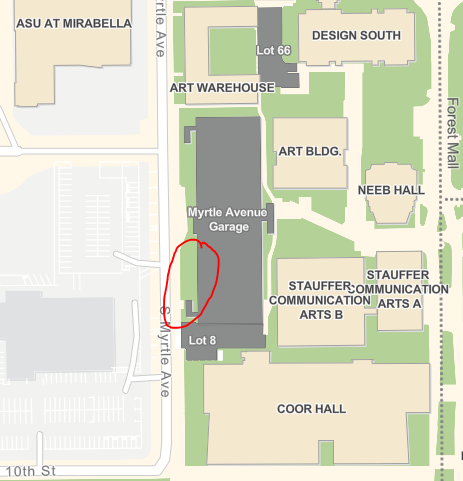 ASU AT MIRABELLA
Myrtle Ave
Lot 66
DESIGN SOUTH
ART WAREHOUSE
Forest Mall
ART BLDG.
NEEB HALL
Myrtle Avenue
Garage
STAUFFER
COMMUNICATION
ARTS B
STAUFFER
COMMUNICATION
ARTS A
S Myrtle Ave
Lot 8
COOR HALL
10th St